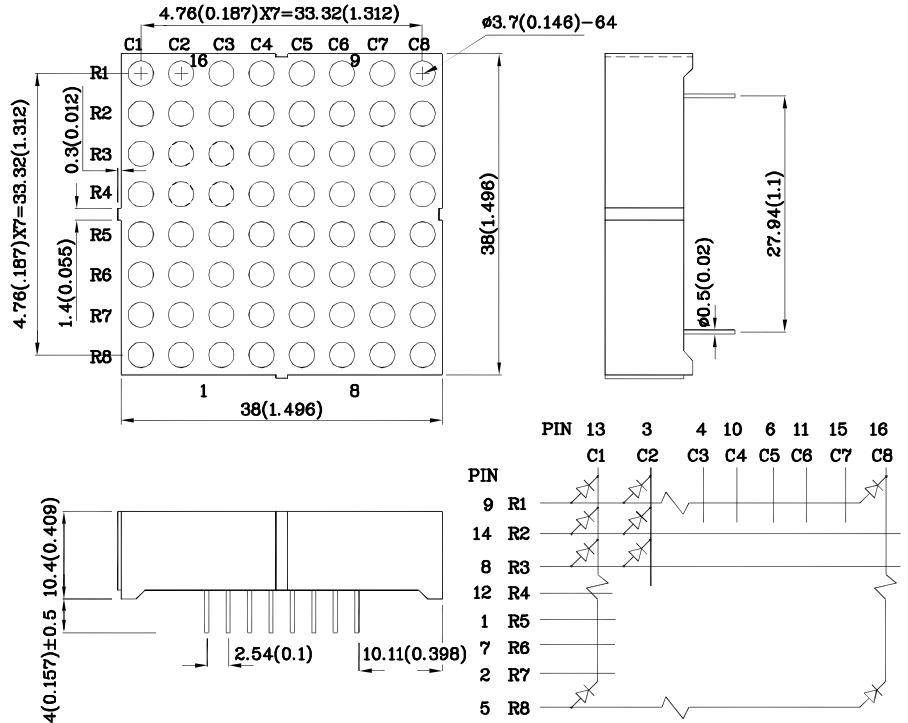 4.76(0.187)X7=33.32(1.312)
ø3.7(0.146)-64
C1 C2 C3 C4 C5 C6 C7 C8
16 9
R1
R2
R3
R4
R5
R6
R7
R8
4.76(.187)X7=33.32(1.312)
0.3(0.012)
1.4(0.055)
38(1.496)
1 8
38(1.496)
ø0.5(0.02)
27.94(1.1)
10.4(0.409)
4(0.157)±0.5
2.54(0.1)
10.11(0.398)
PIN 13 3 4 10 6 11 15 16
C1 C2 C3 C4 C5 C6 C7 C8
PIN
9 R1
14 R2
8 R3
12 R4
1 R5
7 R6
2 R7
5 R8